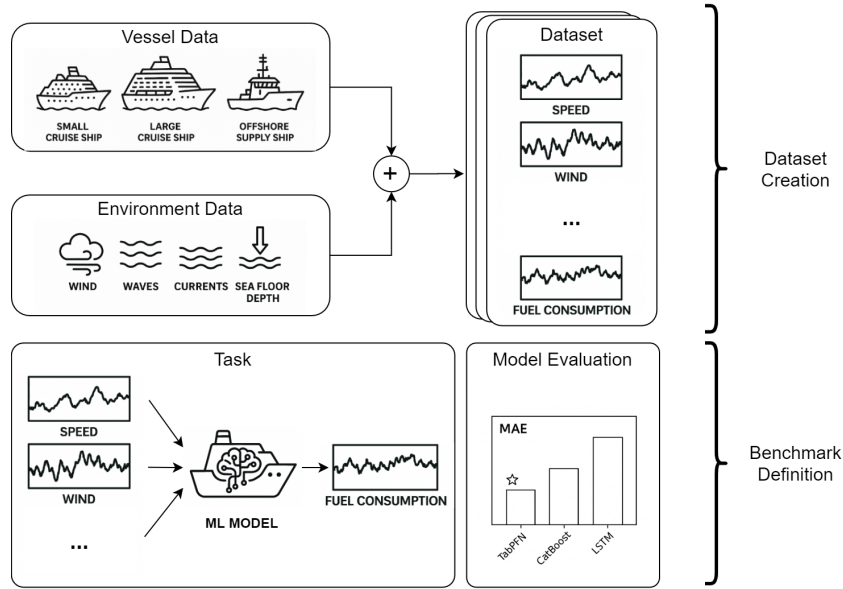 Vessel Data
SMALL
CRUISE SHIP
LARGE
CRUISE SHIP
OFFSHORE
SUPPLY SHIP
Environment Data
WIND
WAVES
CURRENTS
SEA FLOOR
DEPTH
+
Dataset
SPEED
WIND
...
FUEL CONSUMPTION
Dataset
Creation
Task
SPEED
WIND
...
ML MODEL
FUEL CONSUMPTION
Model Evaluation
MAE
TabPFN
CatBoost
LSTM
Benchmark
Definition